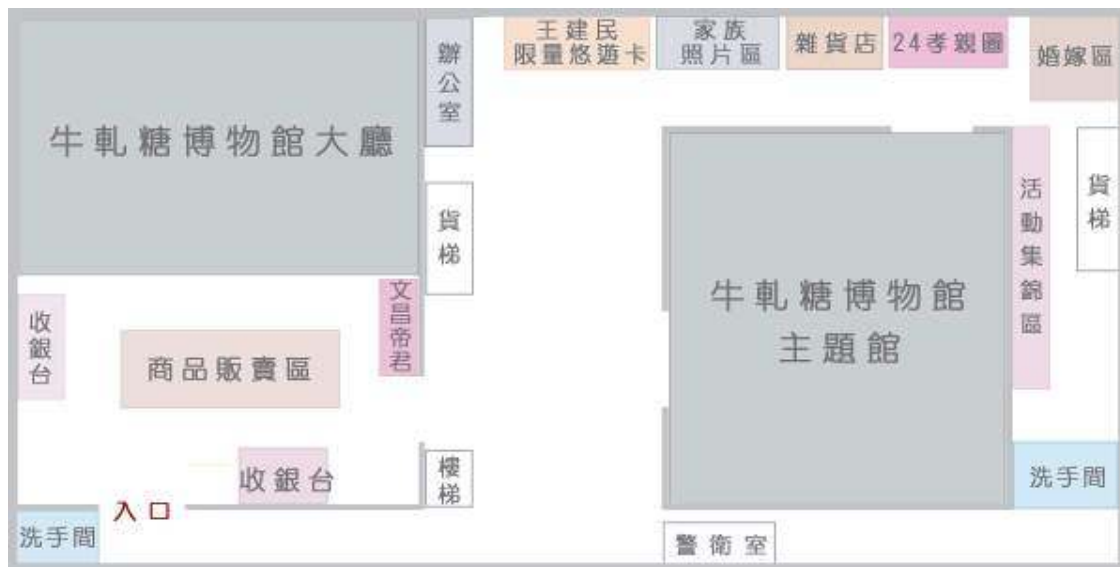 王建民
限量悠遊卡
家族
照片區
雜貨店
24孝親圖
婚嫁區
辦公室
牛軋糖博物館大廳
貨梯
貨梯
活動集錦區
文昌帝君
牛軋糖博物館
主題館
收銀台
商品販賣區
收銀台
樓梯
洗手間
入口
洗手間
警衛室